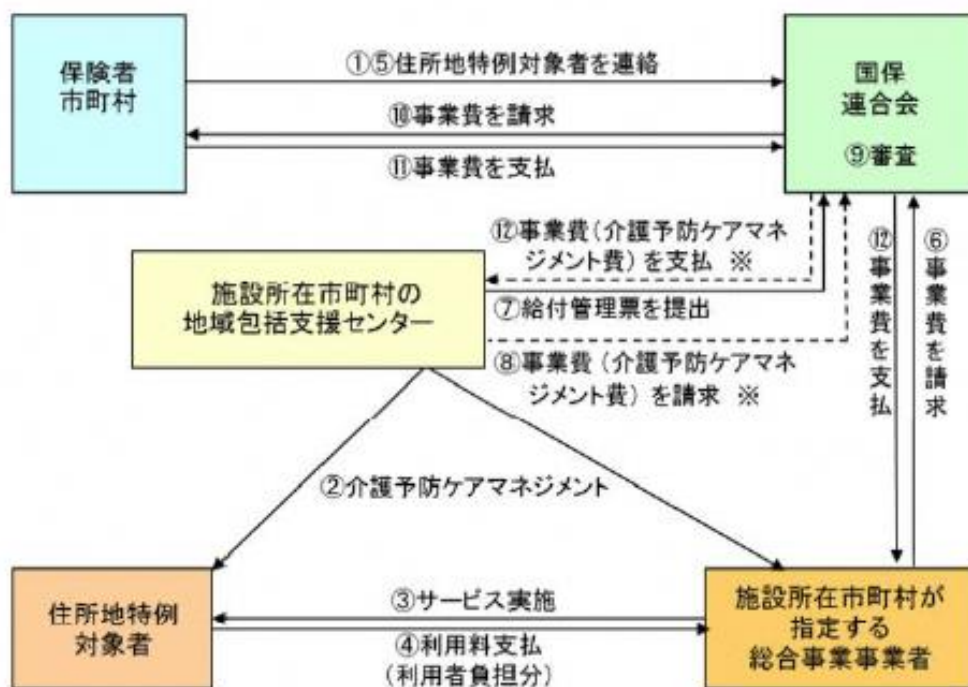 保険者
市町村
①⑤住所地特例対象者を連絡
⑩事業費を請求
⑪事業費を支払
国保
連合会
⑨審査
⑫事業費(介護予防ケアマネ
ジメント費)を支払 ※
施設所在市町村の
地域包括支援センター
⑦給付管理票を提出
⑧事業費(介護予防ケアマネ
ジメント費)を請求 ※
⑫事業費を支払
⑥事業費を請求
②介護予防ケアマネジメント
住所地特例
対象者
③サービス実施
④利用料支払
(利用者負担分)
施設所在市町村が
指定する
総合事業事業者